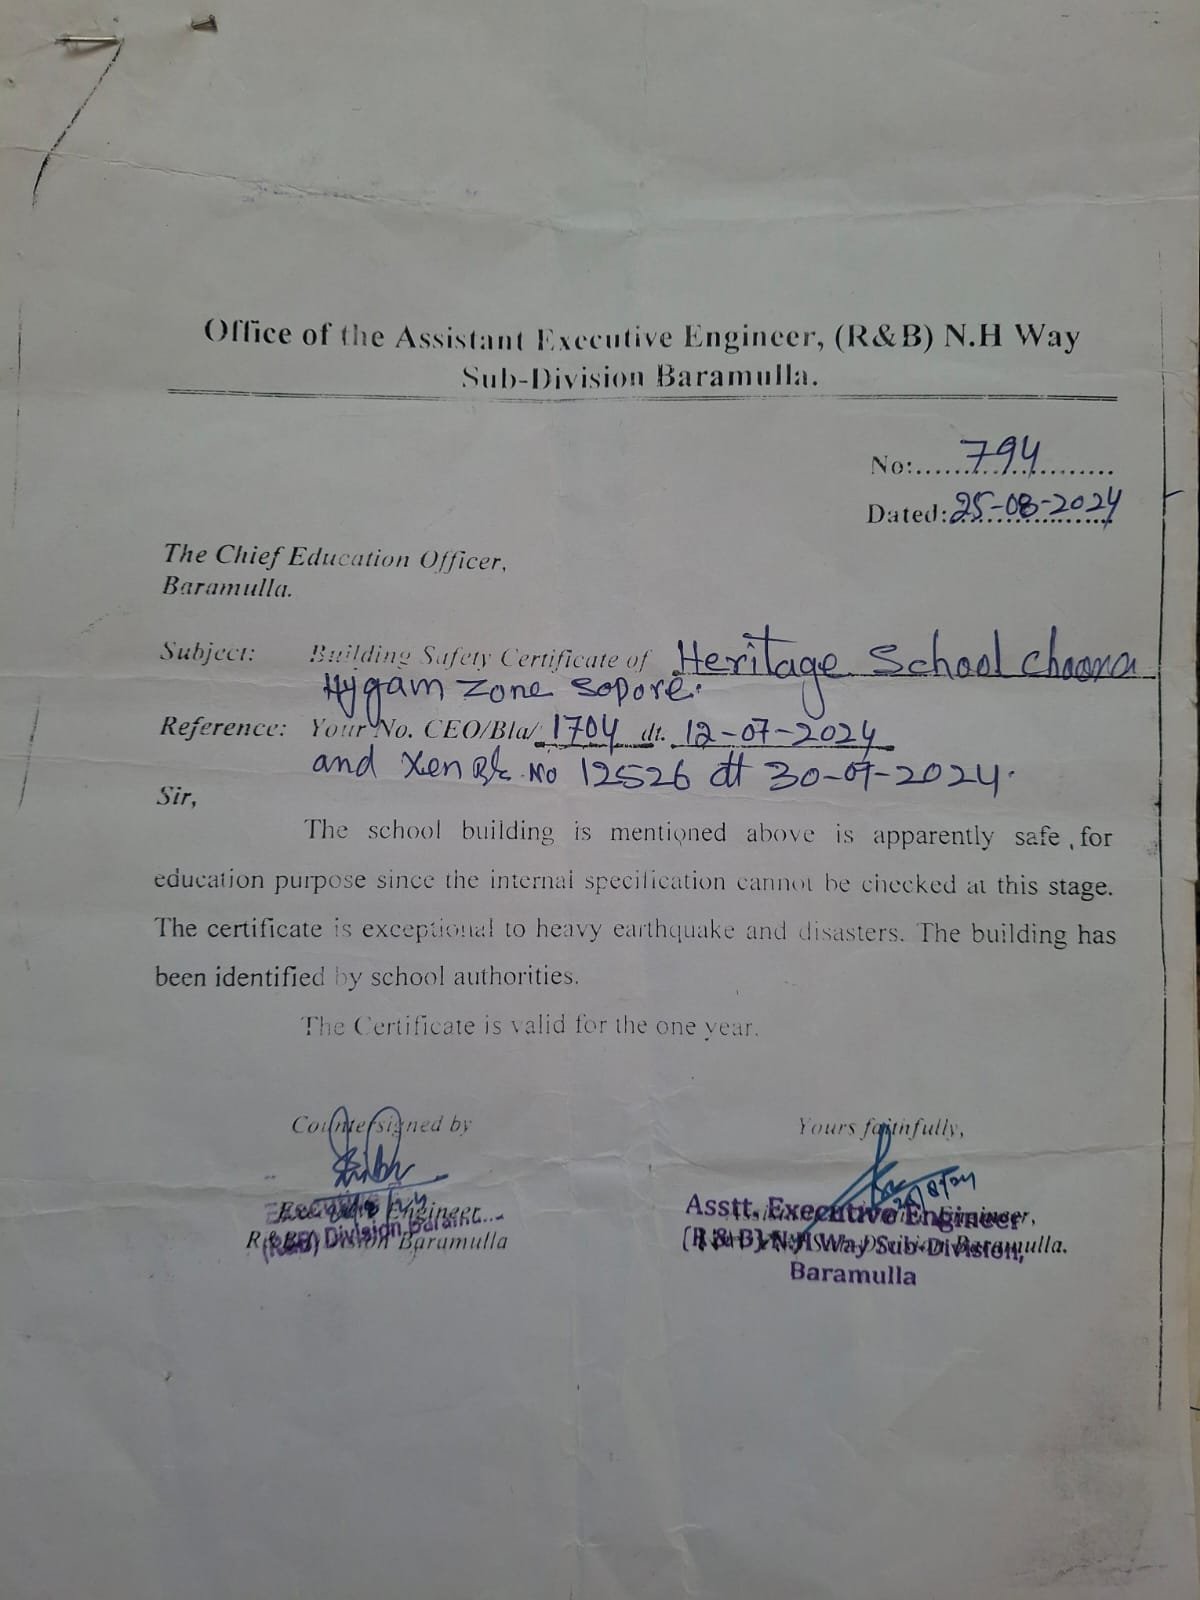 Office of the Assistant Executive Engineer, (R&B) N.H Way
Sub-Division Baramulla.
No:......794......
Dated:25-08-2024
The Chief Education Officer,
Baramulla.
Subject: Building Safety Certificate of Heritage School Choora
Hygam Zone Sopore.
Reference: Your No. CEO/Bla/ 1704 dt. 12-07-2024
and Xen No 12526 dt 30-07-2024.
Sir,
The school building is mentioned above is apparently safe, for
education purpose since the internal specification cannot be checked at this stage.
The certificate is exceptional to heavy earthquake and disasters. The building has
been identified by school authorities.
The Certificate is valid for the one year.
Countersigned by
Executive Engineer
R&B Division Baramulla
(R&B) Division
Yours faithfully,
Asstt. Executive Engineer
(R & B) N.H Way Sub-Division,
Baramulla
Engineer,
Baramulla.